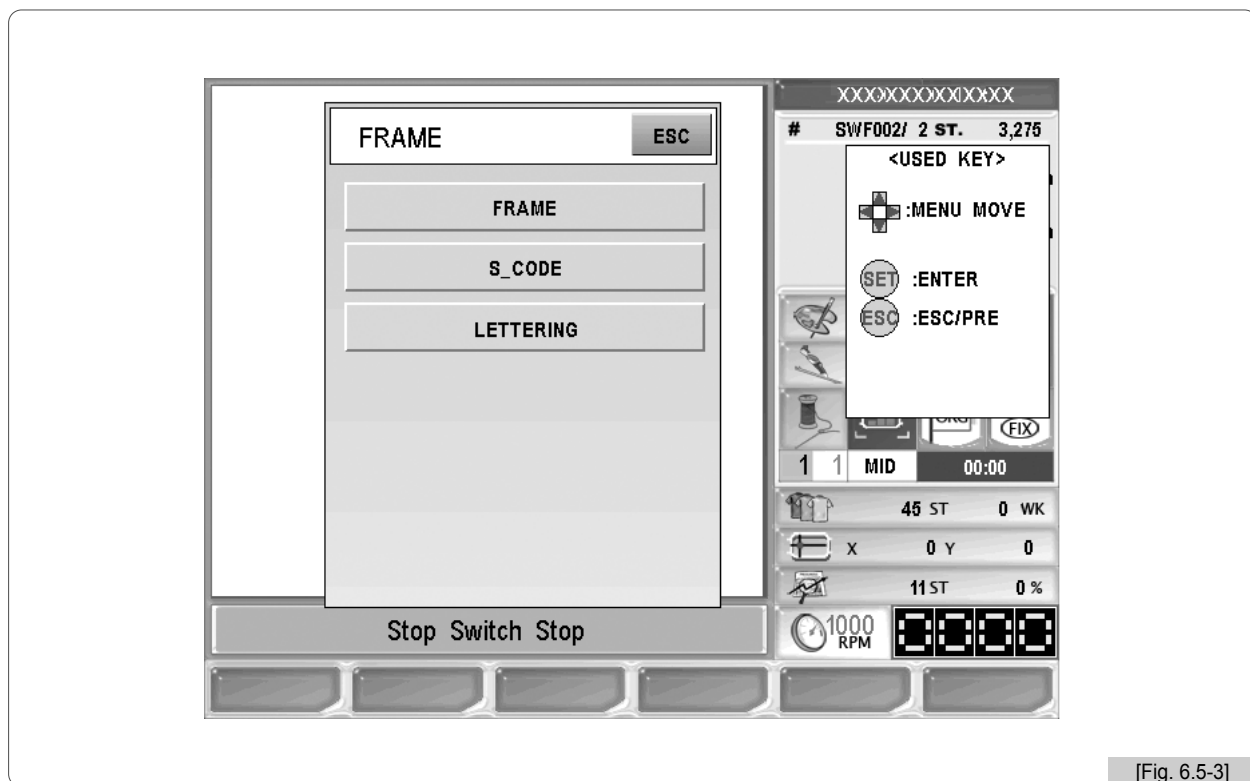 XXXXXXXXXXXXXX
FRAME ESC
# SWF002/ 2 ST. 3,275
<USED KEY>
FRAME
:MENU MOVE
S_CODE
SET :ENTER
ESC :ESC/PRE
LETTERING
ORG
FIX
1 1 MID 00:00
45 ST 0 WK
X 0 Y 0
11 ST 0 %
Stop Switch Stop
1000
RPM
[Fig. 6.5-3]